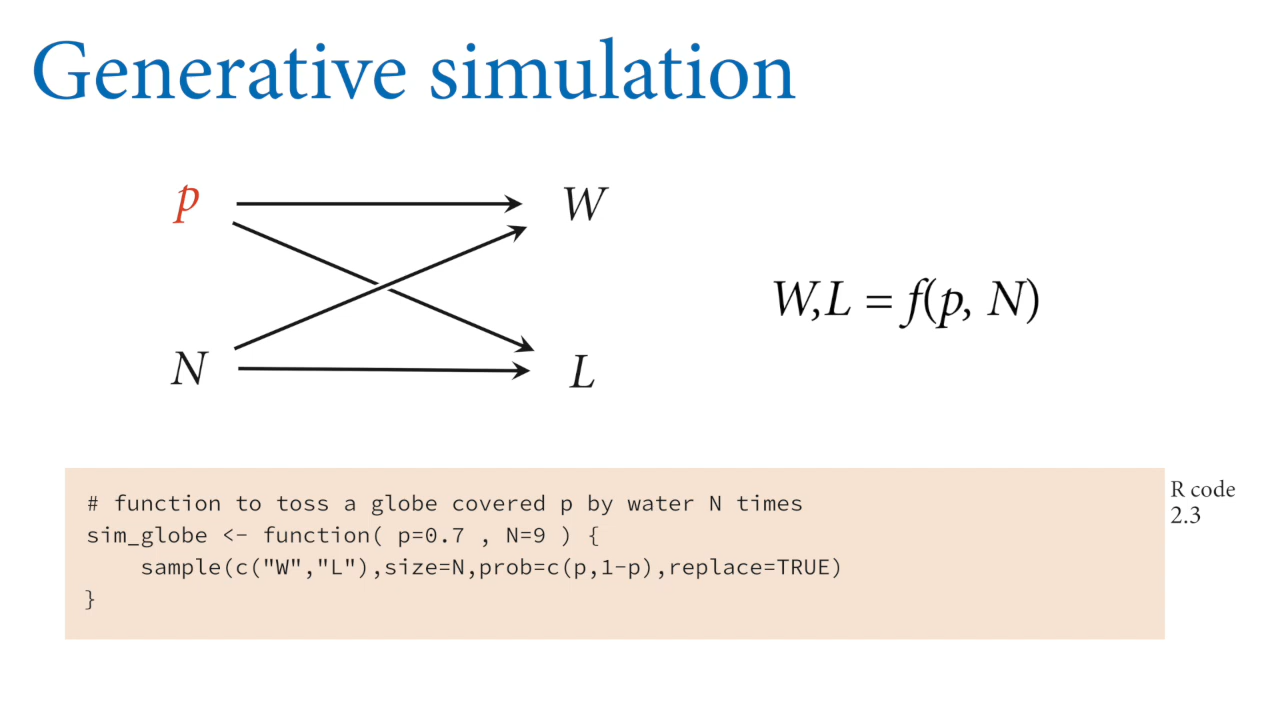 Generative simulation
p
W
W,L = f(p, N)
N
L
# function to toss a globe covered p by water N times
sim_globe <- function( p=0.7 , N=9 ) {
    sample(c("W","L"),size=N,prob=c(p,1-p),replace=TRUE)
}
R code
2.3